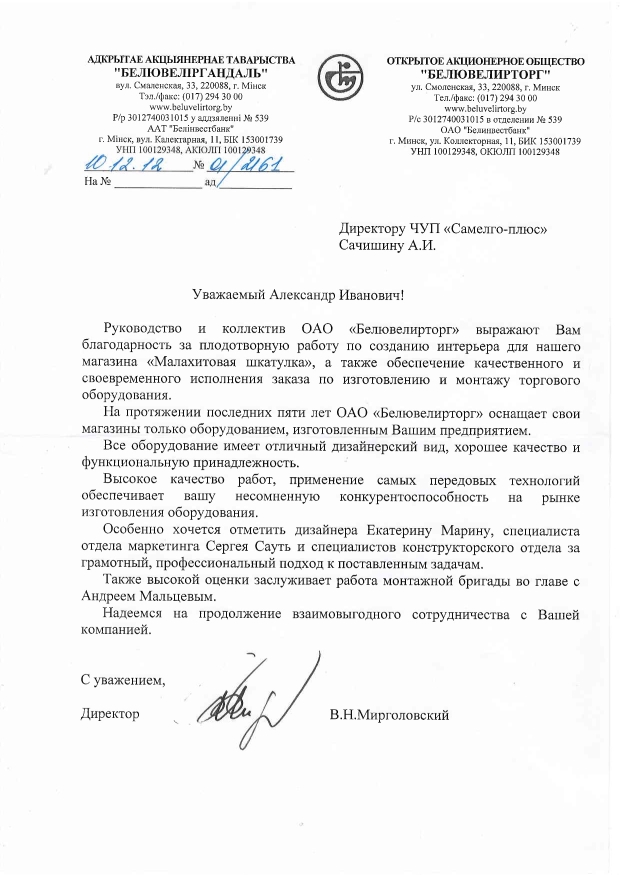 АДКРЫТАЕ АКЦЫЯНЕРНАЕ ТАВАРЫСТВА
"БЕЛЮВЕЛІРГАНДАЛЬ"
вул. Смаленская, 33, 220088, г. Мінск
Тэл./факс: (017) 294 30 00
www.beluvelirtorg.by
Р/р 3012740031015 у аддзяленні № 539
ААТ "Белінвестбанк"
г. Мінск, вул. Калектарная, 11, БІК 153001739
УНП 100129348, АКЮЛП 100129348
10.12.12 № 01/2161
На № ад
ОТКРЫТОЕ АКЦИОНЕРНОЕ ОБЩЕСТВО
"БЕЛЮВЕЛИРТОРГ"
ул. Смоленская, 33, 220088, г. Минск
Тел./факс: (017) 294 30 00
www.beluvelirtorg.by
Р/с 3012740031015 в отделении № 539
ОАО "Белинвестбанк"
г. Минск, ул. Коллекторная, 11, БИК 153001739
УНП 100129348, ОКЮЛП 100129348
Директору ЧУП «Самелго-плюс»
Сачишину А.И.
Уважаемый Александр Иванович!
Руководство и коллектив ОАО «Белювелирторг» выражают Вам
благодарность за плодотворную работу по созданию интерьера для нашего
магазина «Малахитовая шкатулка», а также обеспечение качественного и
своевременного исполнения заказа по изготовлению и монтажу торгового
оборудования.
На протяжении последних пяти лет ОАО «Белювелирторг» оснащает свои
магазины только оборудованием, изготовленным Вашим предприятием.
Все оборудование имеет отличный дизайнерский вид, хорошее качество и
функциональную принадлежность.
Высокое качество работ, применение самых передовых технологий
обеспечивает вашу несомненную конкурентоспособность на рынке
изготовления оборудования.
Особенно хочется отметить дизайнера Екатерину Марину, специалиста
отдела маркетинга Сергея Сауть и специалистов конструкторского отдела за
грамотный, профессиональный подход к поставленным задачам.
Также высокой оценки заслуживает работа монтажной бригады во главе с
Андреем Мальцевым.
Надеемся на продолжение взаимовыгодного сотрудничества с Вашей
компанией.
С уважением,
Директор В.Н.Мирголовский